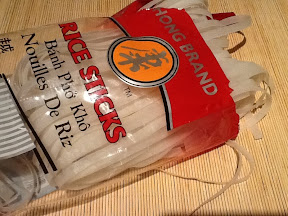 HONG BRAND
RICE STICKS
Bánh Phở Khô
Nouilles De Riz